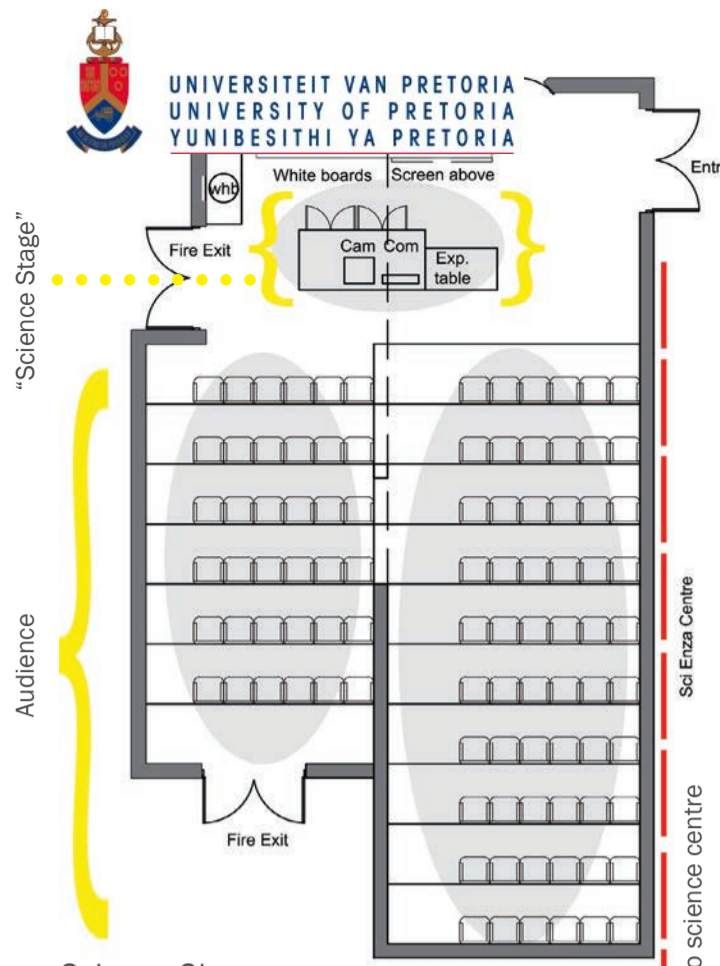 UNIVERSITEIT VAN PRETORIA
UNIVERSITY OF PRETORIA
YUNIBESITHI YA PRETORIA
White boards
Screen above
whb
Entr
"Science Stage"
Fire Exit
Cam Com
Exp.
table
Audience
Sci Enza Centre
Fire Exit
o science centre